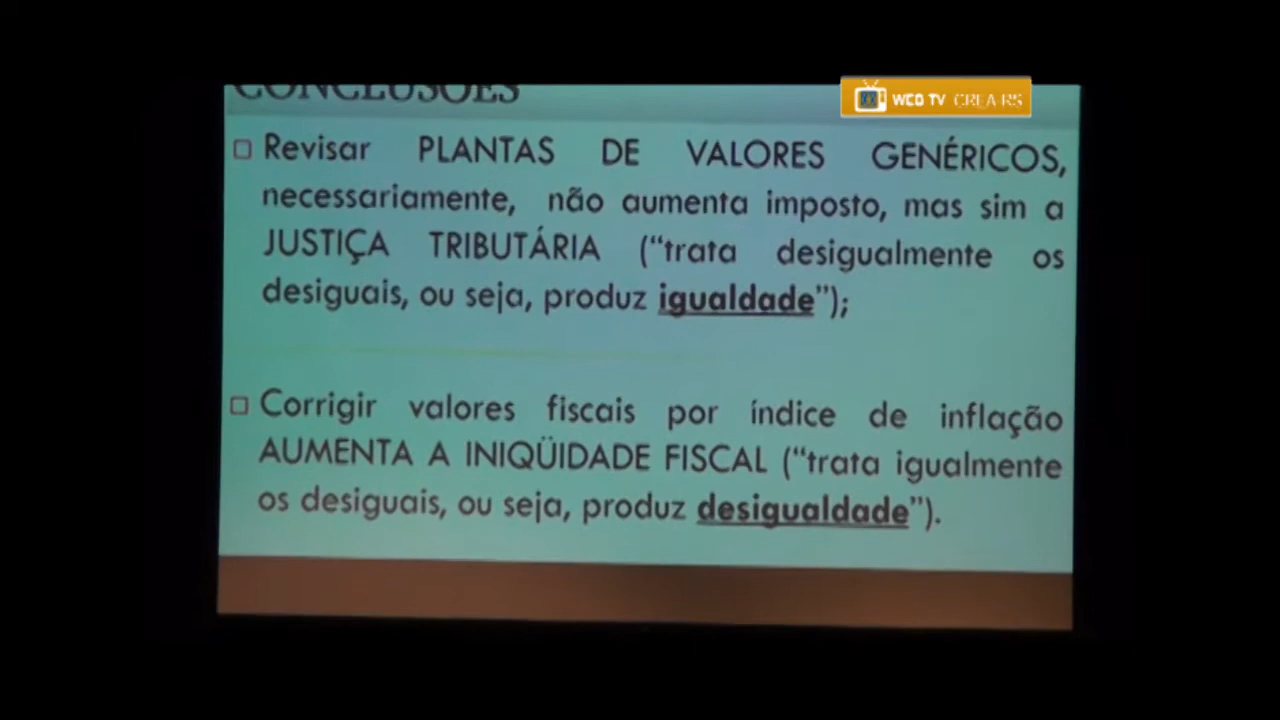 CONCLUSÕES
WEB TV CREA-RS
□ Revisar PLANTAS DE VALORES GENÉRICOS,
necessariamente, não aumenta imposto, mas sim a
JUSTIÇA TRIBUTÁRIA (“trata desigualmente os
desiguais, ou seja, produz igualdade”);
□ Corrigir valores fiscais por índice de inflação
AUMENTA A INIQÜIDADE FISCAL (“trata igualmente
os desiguais, ou seja, produz desigualdade”).